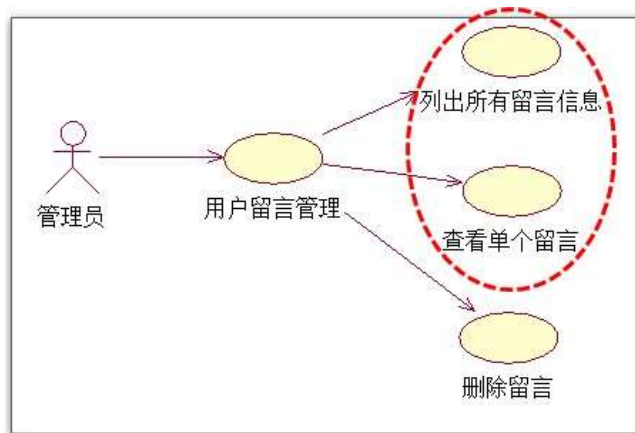 列出所有留言信息
管理员
用户留言管理
查看单个留言
删除留言